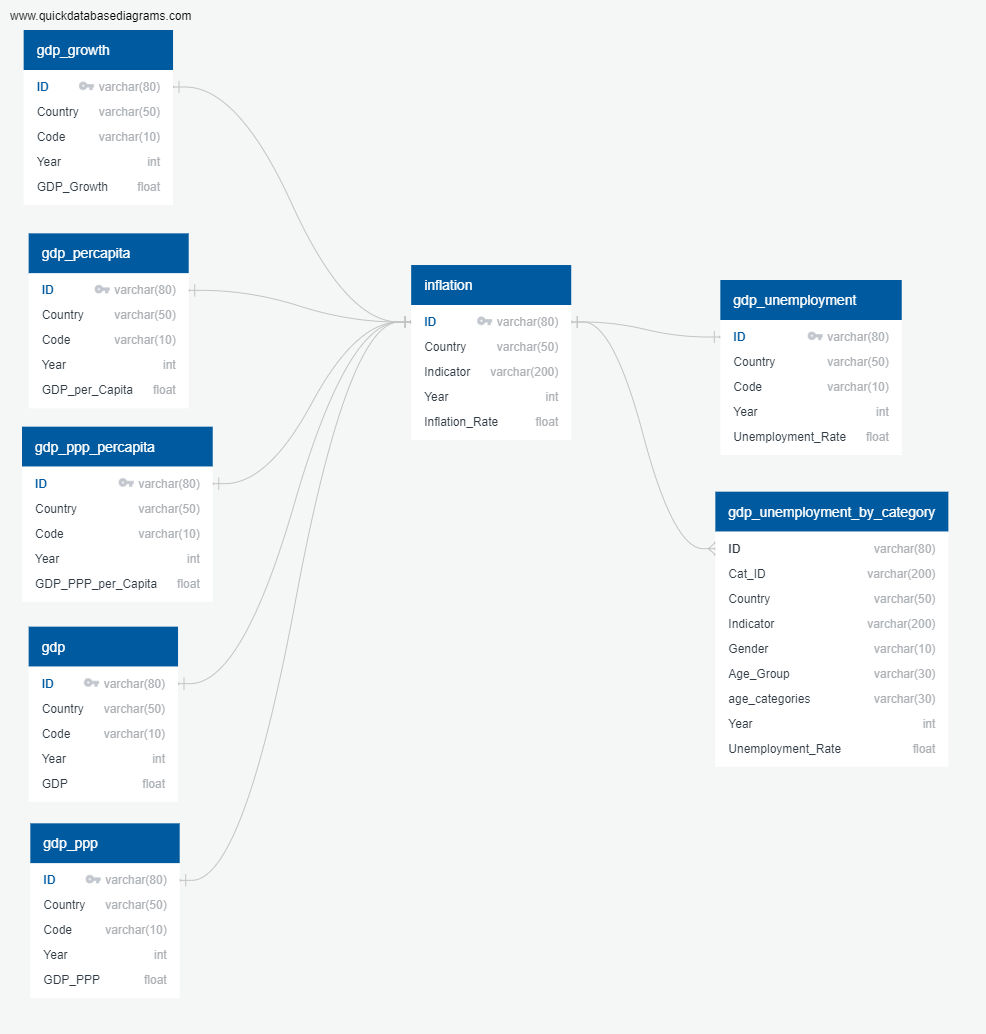 www.quickdatabasediagrams.com
gdp_growth
ID varchar(80)
Country varchar(50)
Code varchar(10)
Year int
GDP_Growth float
gdp_percapita
ID varchar(80)
Country varchar(50)
Code varchar(10)
Year int
GDP_per_Capita float
gdp_ppp_percapita
ID varchar(80)
Country varchar(50)
Code varchar(10)
Year int
GDP_PPP_per_Capita float
gdp
ID varchar(80)
Country varchar(50)
Code varchar(10)
Year int
GDP float
gdp_ppp
ID varchar(80)
Country varchar(50)
Code varchar(10)
Year int
GDP_PPP float
inflation
ID varchar(80)
Country varchar(50)
Indicator varchar(200)
Year int
Inflation_Rate float
gdp_unemployment
ID varchar(80)
Country varchar(50)
Code varchar(10)
Year int
Unemployment_Rate float
gdp_unemployment_by_category
ID varchar(80)
Cat_ID varchar(200)
Country varchar(50)
Indicator varchar(200)
Gender varchar(10)
Age_Group varchar(30)
age_categories varchar(30)
Year int
Unemployment_Rate float